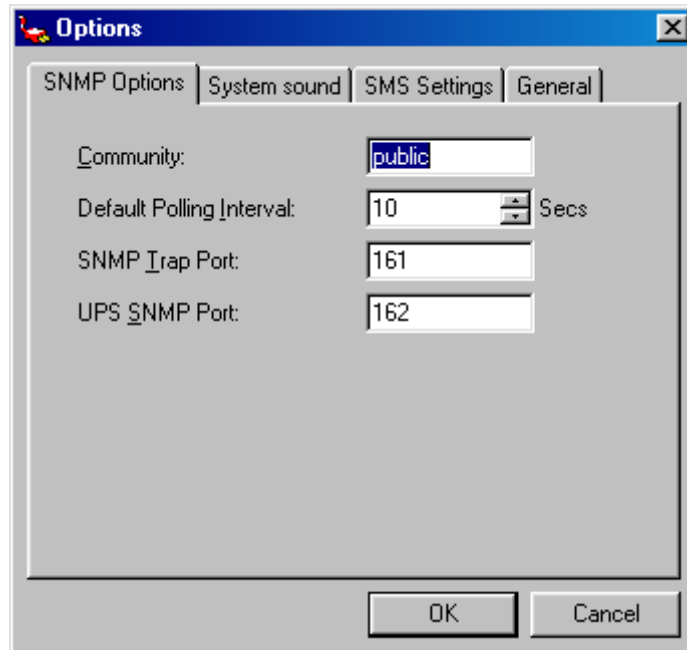 Options
SNMP Options System sound SMS Settings General
Community: public
Default Polling Interval: 10 Secs
SNMP Trap Port: 161
UPS SNMP Port: 162
OK Cancel